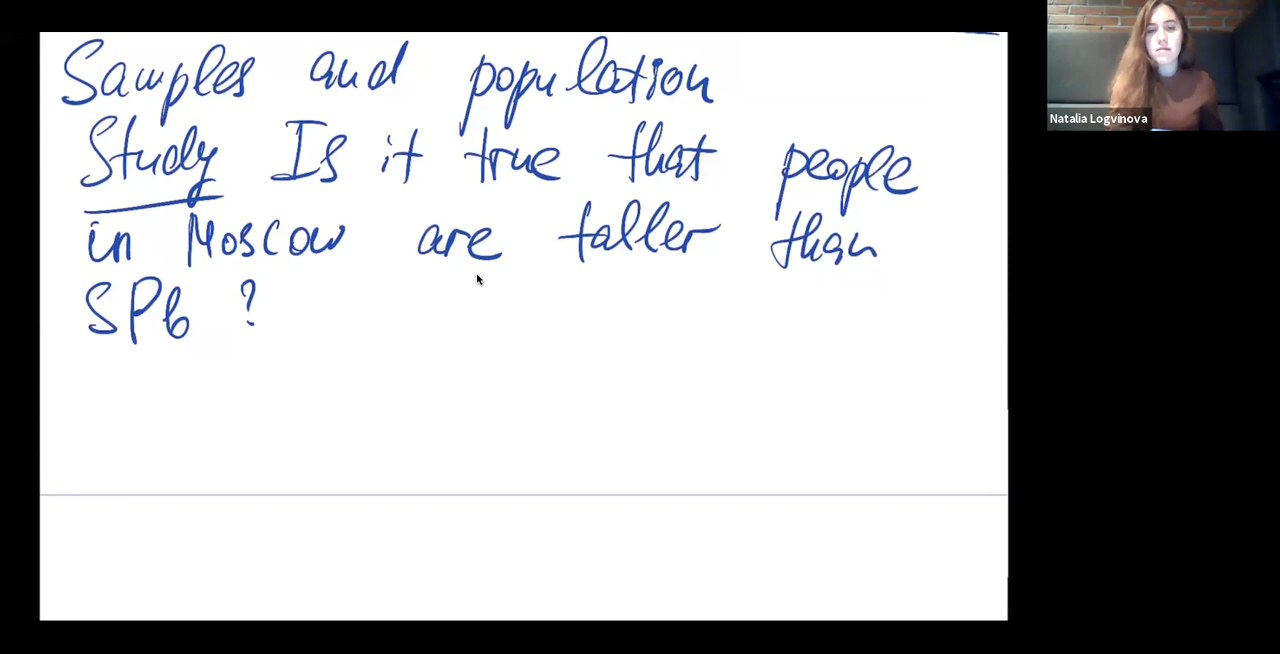 Samples and population
Study Is it true that people
in Moscow are taller than
SPb ?
Natalia Logvinova